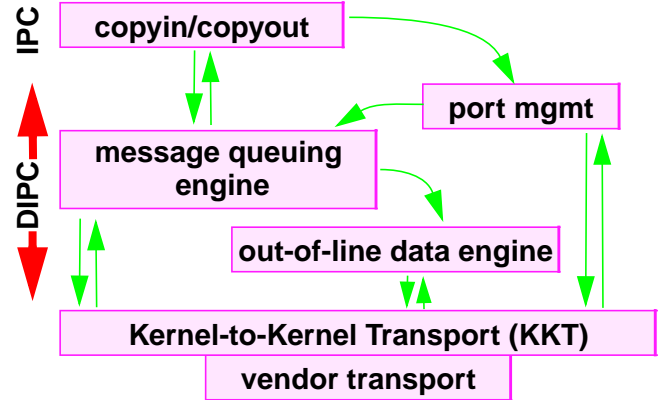 IPC
copyin/copyout
port mgmt
DIPC
message queuing
engine
out-of-line data engine
Kernel-to-Kernel Transport (KKT)
vendor transport